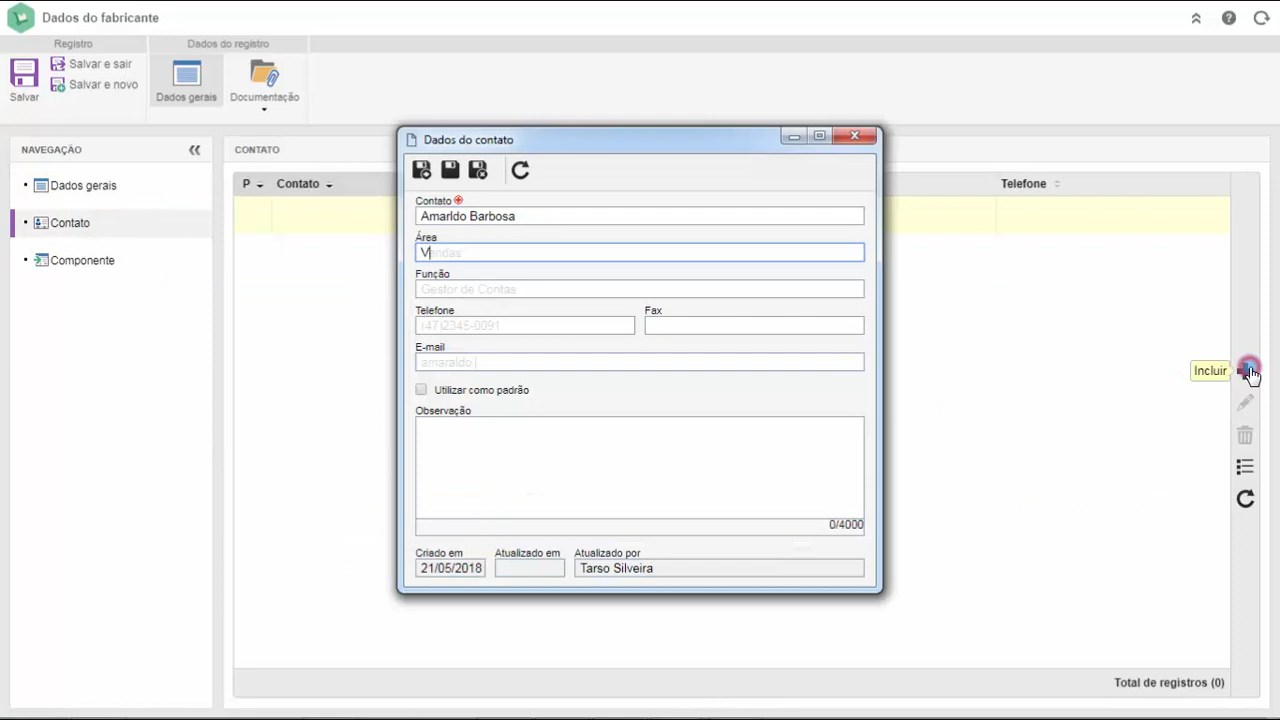 Dados do fabricante
Registro
Dados do registro
Salvar
Salvar e sair
Salvar e novo
Dados gerais
Documentação
NAVEGAÇÃO
Dados gerais
Contato
Componente
CONTATO
P
Contato
Telefone
Dados do contato
Contato
Amarldo Barbosa
Área
Vendas
Função
Gestor de Contas
Telefone
Fax
(47)2345-0091
E-mail
amaraldo
Utilizar como padrão
Observação
0/4000
Criado em
Atualizado em
Atualizado por
21/05/2018
Tarso Silveira
Incluir
Total de registros (0)